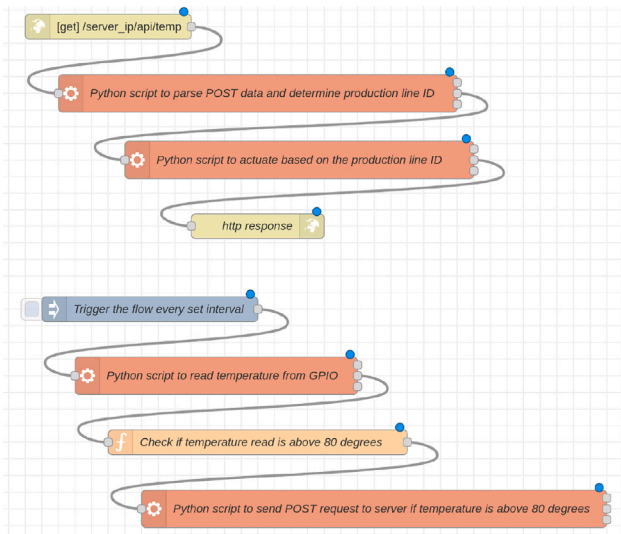 [get] /server_ip/api/temp
Python script to parse POST data and determine production line ID
Python script to actuate based on the production line ID
http response
Trigger the flow every set interval
Python script to read temperature from GPIO
Check if temperature read is above 80 degrees
Python script to send POST request to server if temperature is above 80 degrees